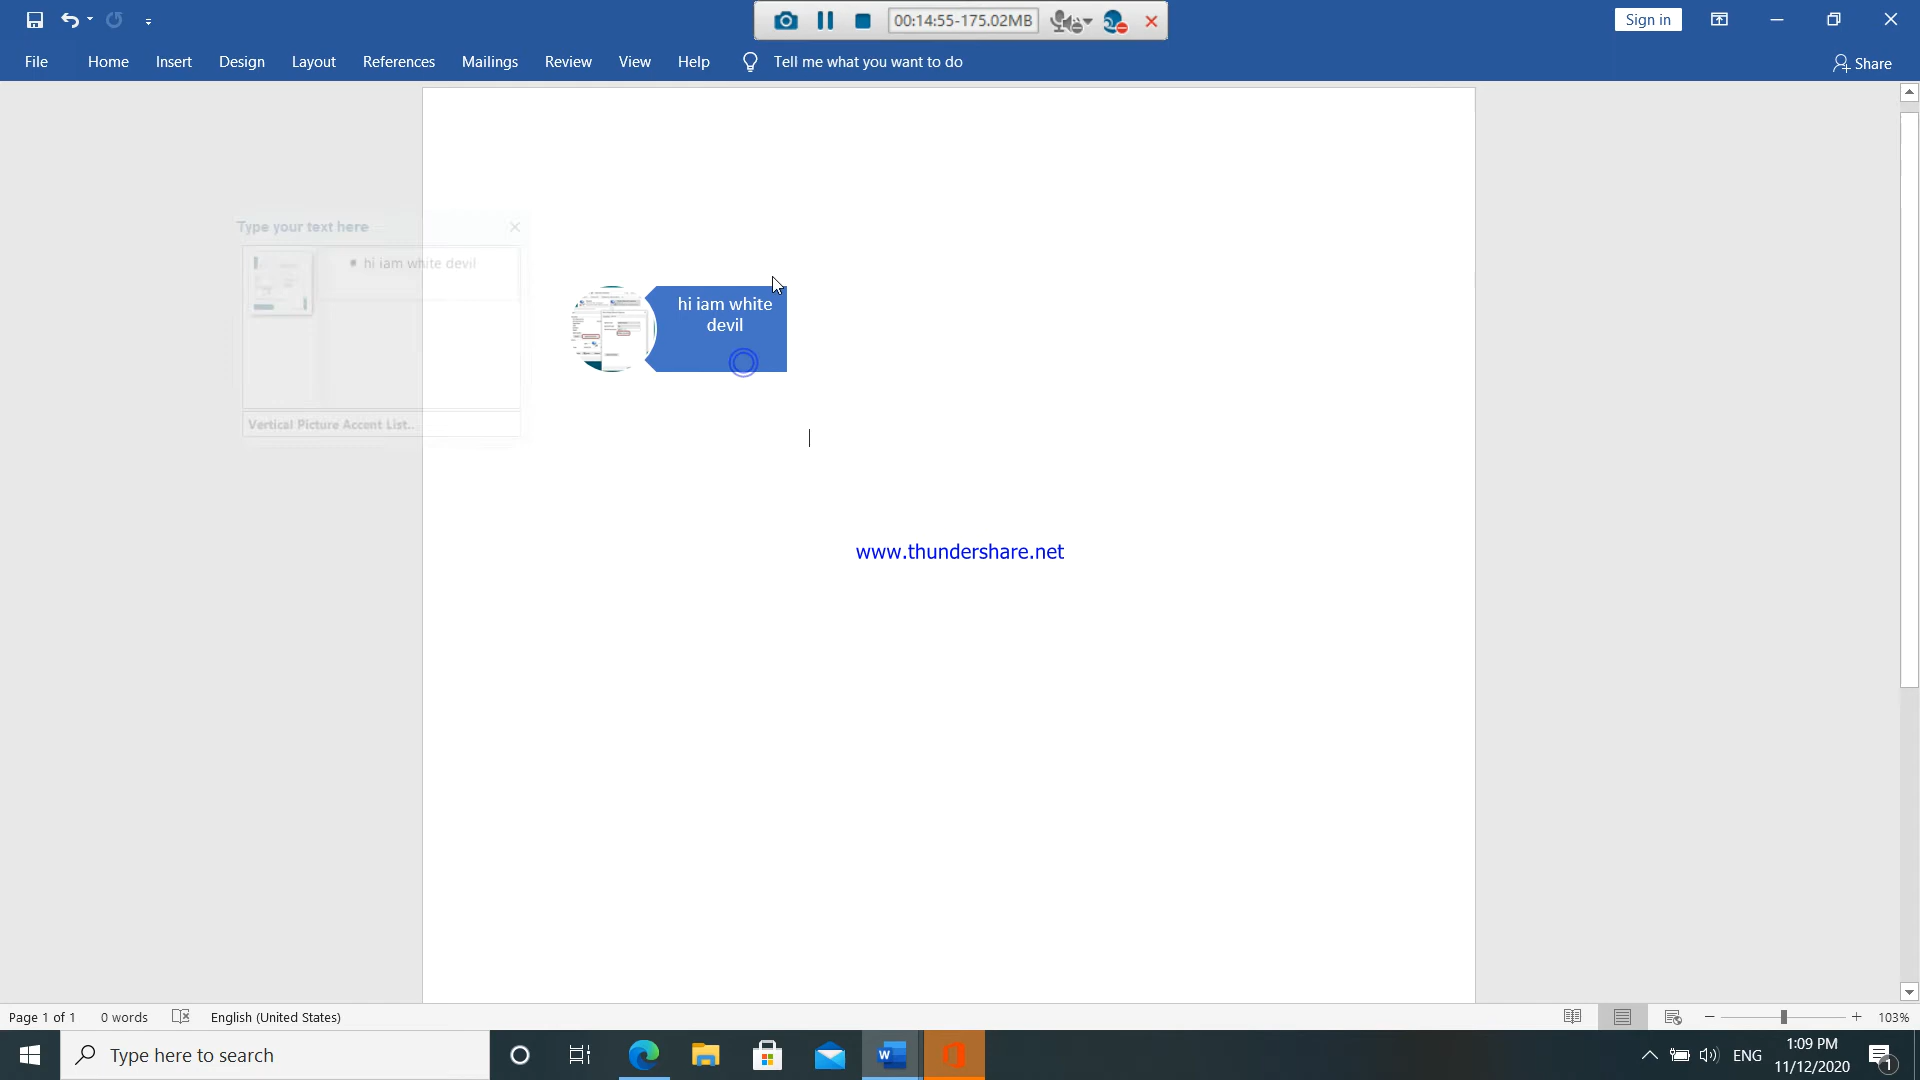 00:14:55-175.02MB
Sign in
File Home Insert Design Layout References Mailings Review View Help Tell me what you want to do Share
Type your text here
hi iam white devil
Vertical Picture Accent List..
hi iam white
devil
www.thundershare.net
Page 1 of 1 0 words English (United States) 103%
Type here to search
ENG
1:09 PM
11/12/2020
1